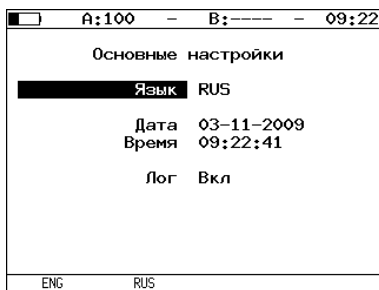 A:100 – B:---- – 09:22
Основные настройки
Язык RUS
Дата 03-11-2009
Время 09:22:41
Лог Вкл
ENG RUS